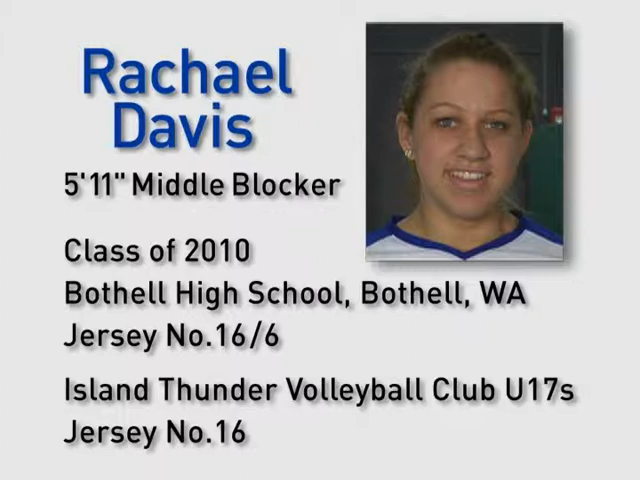 Rachael
Davis
5'11" Middle Blocker
Class of 2010
Bothell High School, Bothell, WA
Jersey No.16/6
Island Thunder Volleyball Club U17s
Jersey No.16